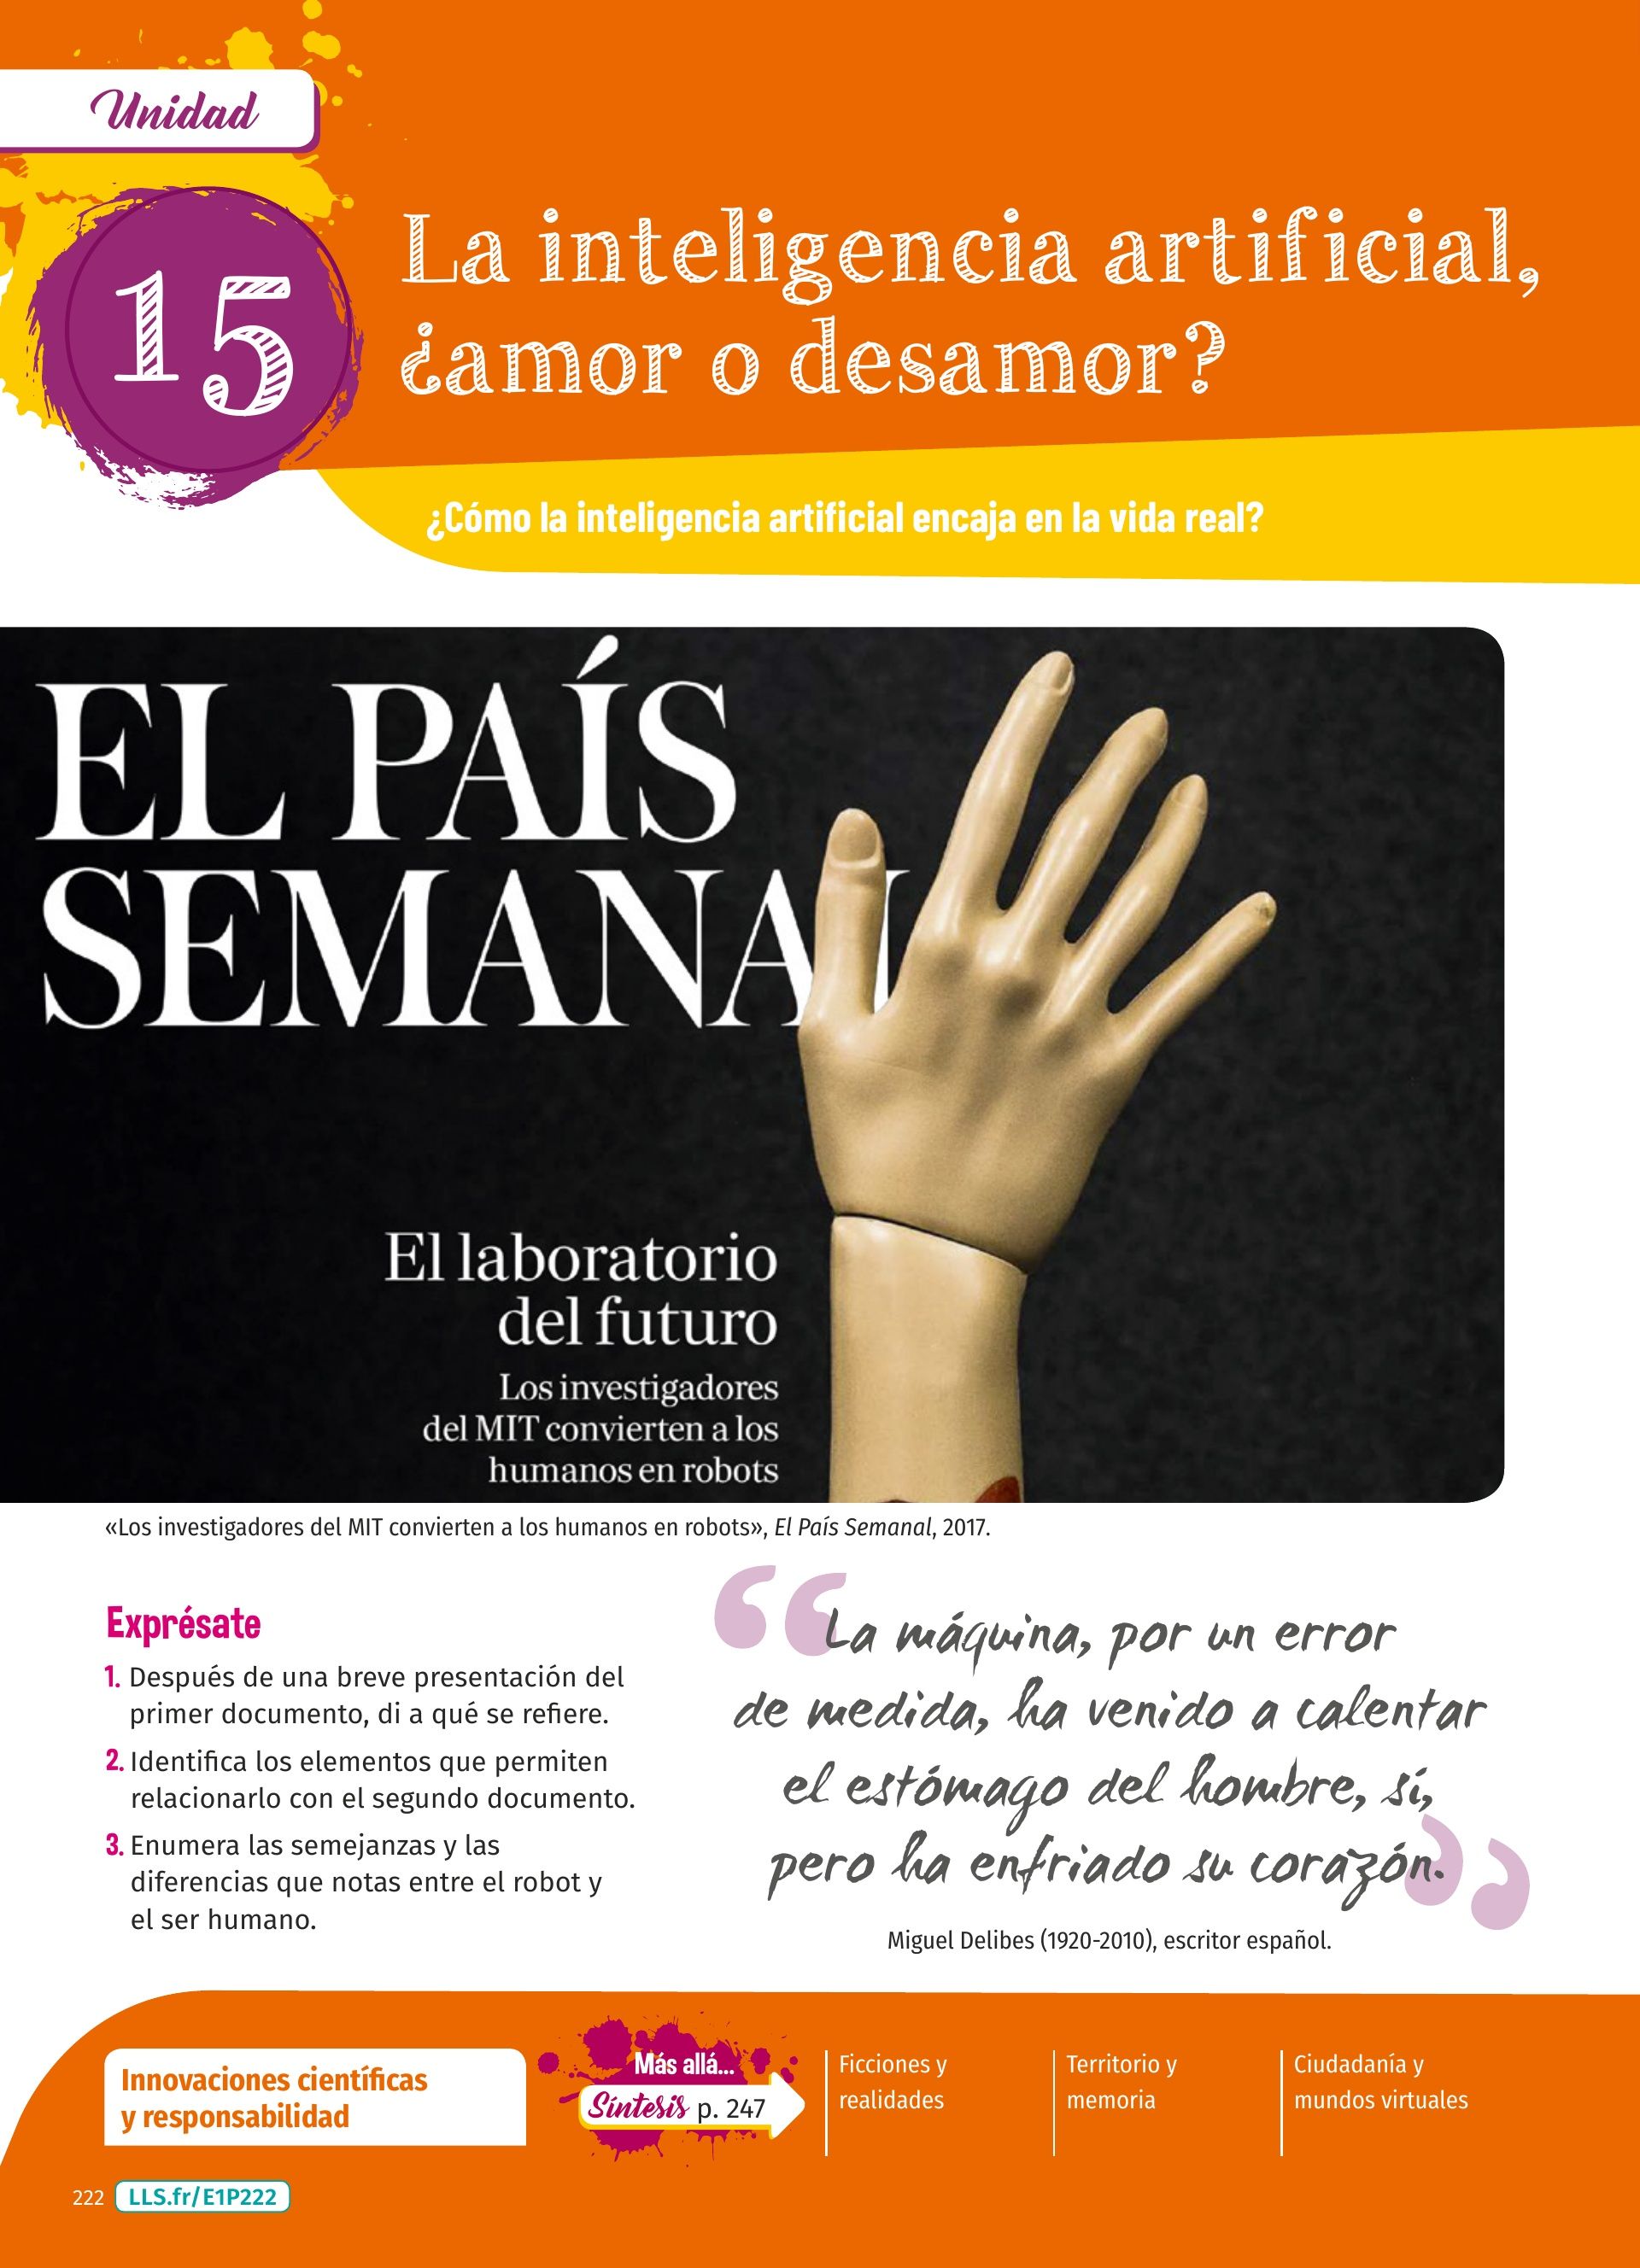 Unidad
15
La inteligencia artificial,
¿amor o desamor?
¿Cómo la inteligencia artificial encaja en la vida real?
EL PAÍS
SEMANAL
El laboratorio
del futuro
Los investigadores
del MIT convierten a los
humanos en robots
«Los investigadores del MIT convierten a los humanos en robots», El País Semanal, 2017.
Exprésate
1. Después de una breve presentación del
primer documento, di a qué se refiere.
2. Identifica los elementos que permiten
relacionarlo con el segundo documento.
3. Enumera las semejanzas y las
diferencias que notas entre el robot y
el ser humano.
“La máquina, por un error
de medida, ha venido a calentar
el estómago del hombre, sí,
pero ha enfriado su corazón.”
Miguel Delibes (1920-2010), escritor español.
Innovaciones científicas
y responsabilidad
Más allá...
Síntesis p. 247
Ficciones y
realidades
Territorio y
memoria
Ciudadanía y
mundos virtuales
222 LLS.fr/E1P222